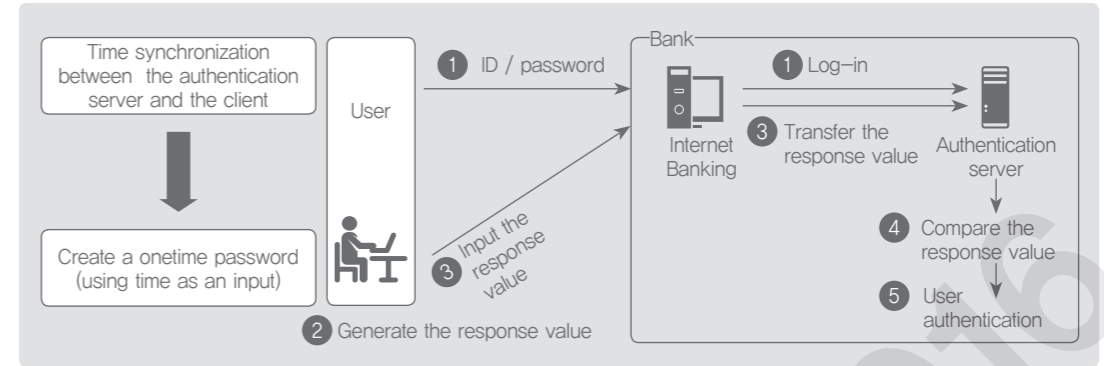 Time synchronization
between the authentication
server and the client
Create a onetime password
(using time as an input)
User
1 ID / password
3 Input the
response
value
2 Generate the response value
Bank
Internet
Banking
1 Log-in
3 Transfer the
response value
Authentication
server
4 Compare the
response value
5 User
authentication